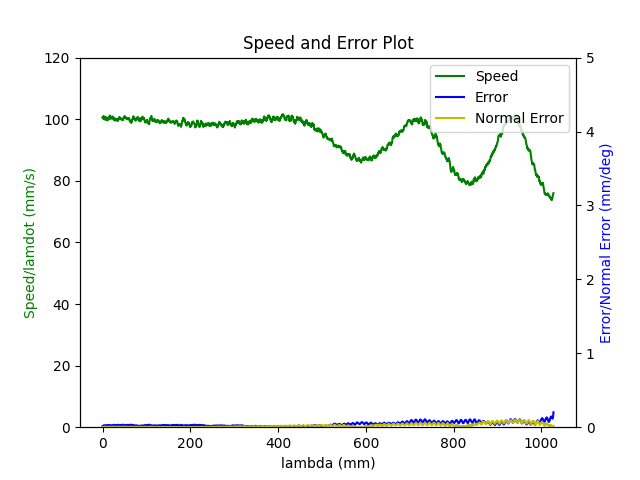 Speed and Error Plot
120
100
80
60
40
20
0
Speed/lamdot (mm/s)
0
200
400
600
800
1000
lambda (mm)
5
4
3
2
1
0
Error/Normal Error (mm/deg)
Speed
Error
Normal Error